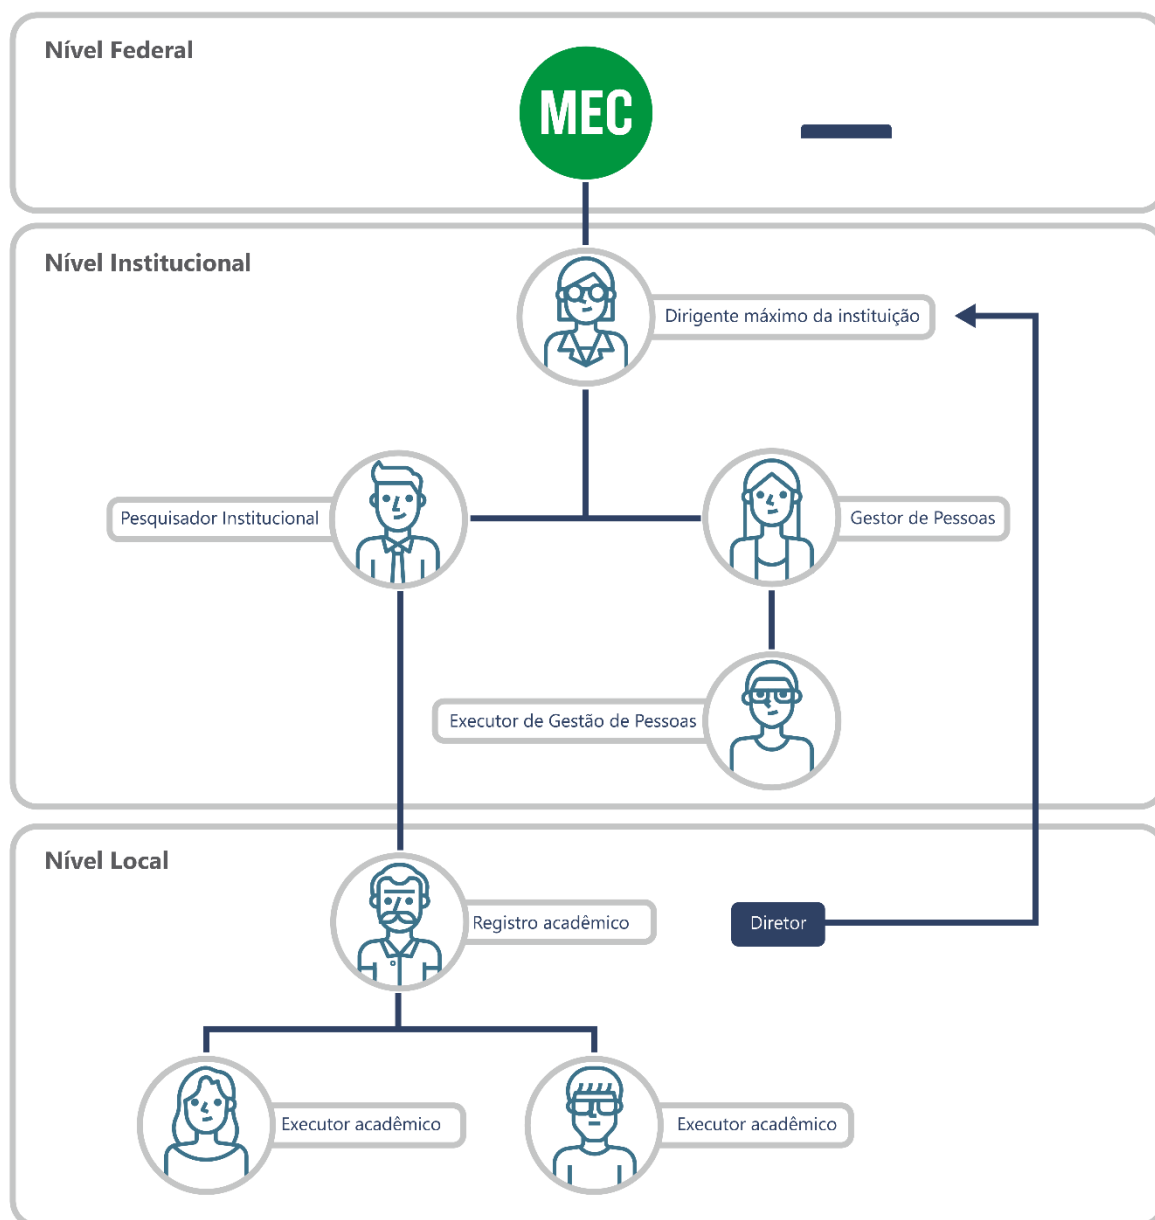 Nível Federal
MEC
Nível Institucional
Dirigente máximo da instituição
Pesquisador Institucional
Gestor de Pessoas
Executor de Gestão de Pessoas
Nível Local
Registro acadêmico
Diretor
Executor acadêmico
Executor acadêmico